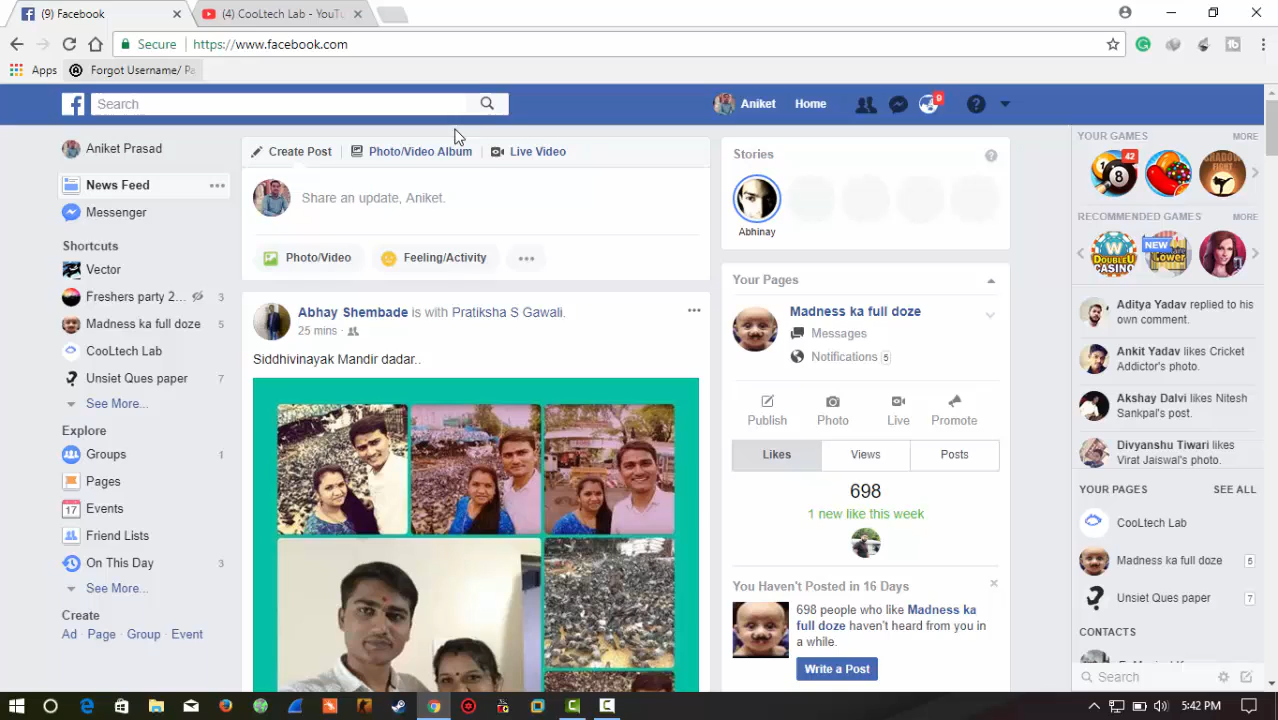 (9) Facebook
(4) CooLtech Lab - YouTu
Secure
https://www.facebook.com
Apps
Forgot Username/ Pa
Search
Aniket
Home
9
Aniket Prasad
News Feed
Messenger
Shortcuts
Vector
Freshers party 2... 3
Madness ka full doze 5
CooLtech Lab
Unsiet Ques paper 7
See More...
Explore
Groups 1
Pages
17 Events
Friend Lists
On This Day 3
See More...
Create
Ad · Page · Group · Event
Create Post
Photo/Video Album
Live Video
Share an update, Aniket.
Photo/Video
Feeling/Activity
Abhay Shembade is with Pratiksha S Gawali.
25 mins ·
Siddhivinayak Mandir dadar..
Stories
Abhinay
Your Pages
Madness ka full doze
Messages
Notifications 5
Publish
Photo
Live
Promote
Likes
Views
Posts
698
1 new like this week
You Haven't Posted in 16 Days
698 people who like Madness ka
full doze haven't heard from you in
a while.
Write a Post
YOUR GAMES
MORE
8
42
SHADOW
FIGHT
RECOMMENDED GAMES
MORE
DOUBLEU
CASINO
NEW
Aditya Yadav replied to his
own comment.
Ankit Yadav likes Cricket
Addictor's photo.
Akshay Dalvi likes Nitesh
Sankpal's post.
Divyanshu Tiwari likes
Virat Jaiswal's photo.
YOUR PAGES
SEE ALL
CooLtech Lab
Madness ka full doze 5
Unsiet Ques paper 7
CONTACTS
Search
5:42 PM